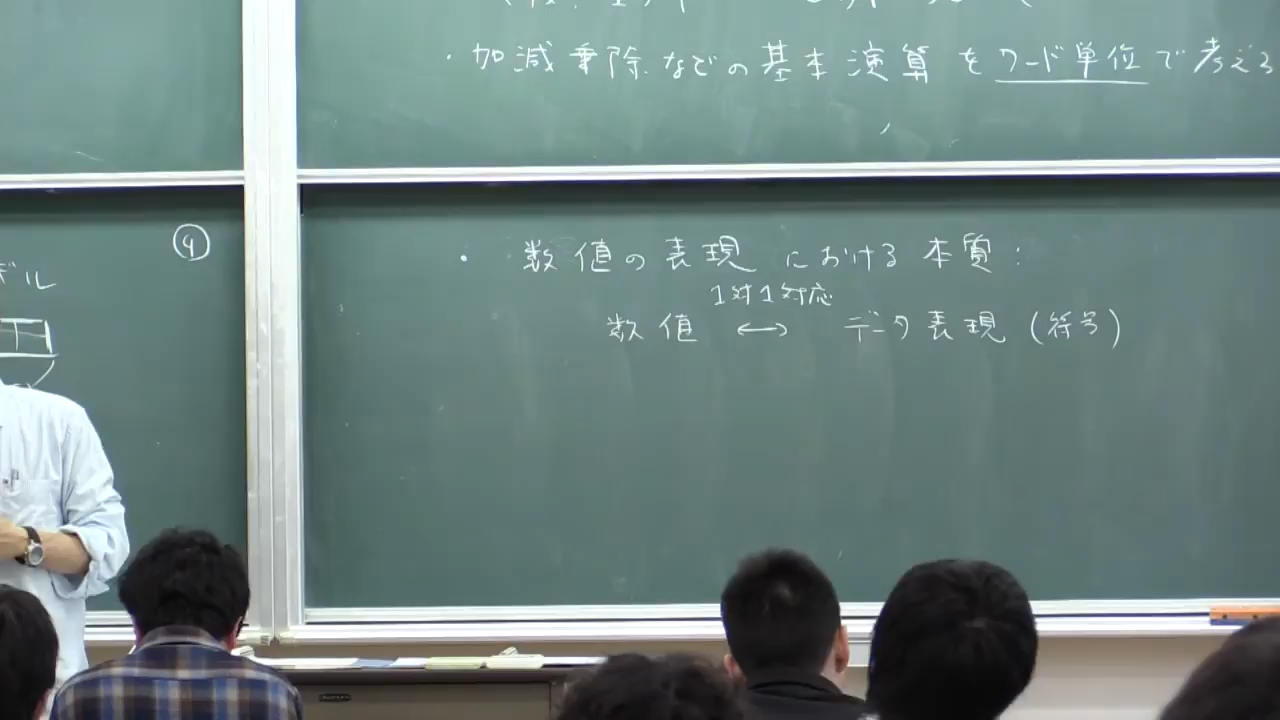 ・加減乗除などの基本演算をワード単位で考える
④
デル
・数値の表現における本質:
1対1対応
数値 ↔ データ表現(符号)